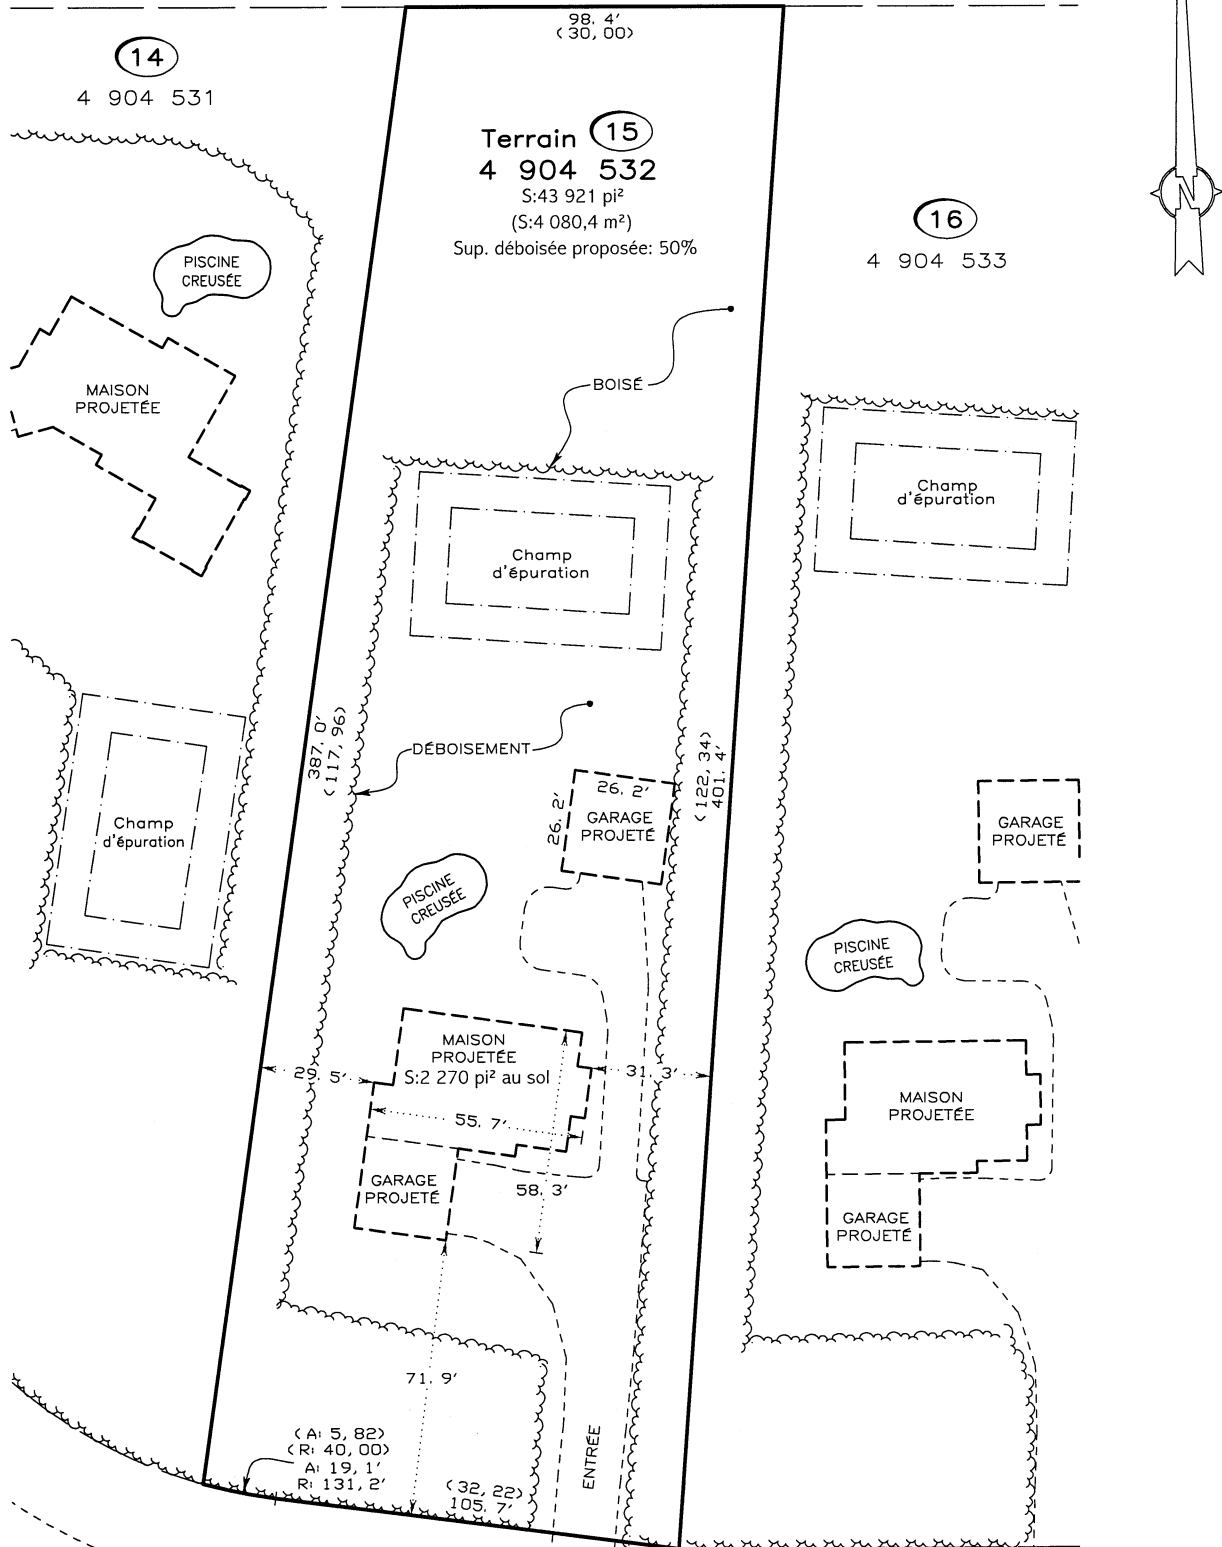 98. 4'
(30, 00)
14
4 904 531
Terrain 15
4 904 532
S:43 921 pi²
(S:4 080,4 m²)
Sup. déboisée proposée: 50%
N
16
4 904 533
PISCINE
CREUSÉE
MAISON
PROJETÉE
BOISÉ
Champ
d'épuration
Champ
d'épuration
387. 0'
(117, 96)
DÉBOISEMENT
(122, 34)
401. 4'
26. 2'
26. 2'
GARAGE
PROJETÉ
Champ
d'épuration
GARAGE
PROJETÉ
PISCINE
CREUSÉE
PISCINE
CREUSÉE
MAISON
PROJETÉE
S:2 270 pi² au sol
29. 5'
31. 3'
55. 7'
58. 3'
GARAGE
PROJETÉ
MAISON
PROJETÉE
GARAGE
PROJETÉ
71. 9'
(A: 5, 82)
(R: 40, 00)
A: 19, 1'
R: 131, 2'
(32, 22)
105. 7'
ENTRÉE